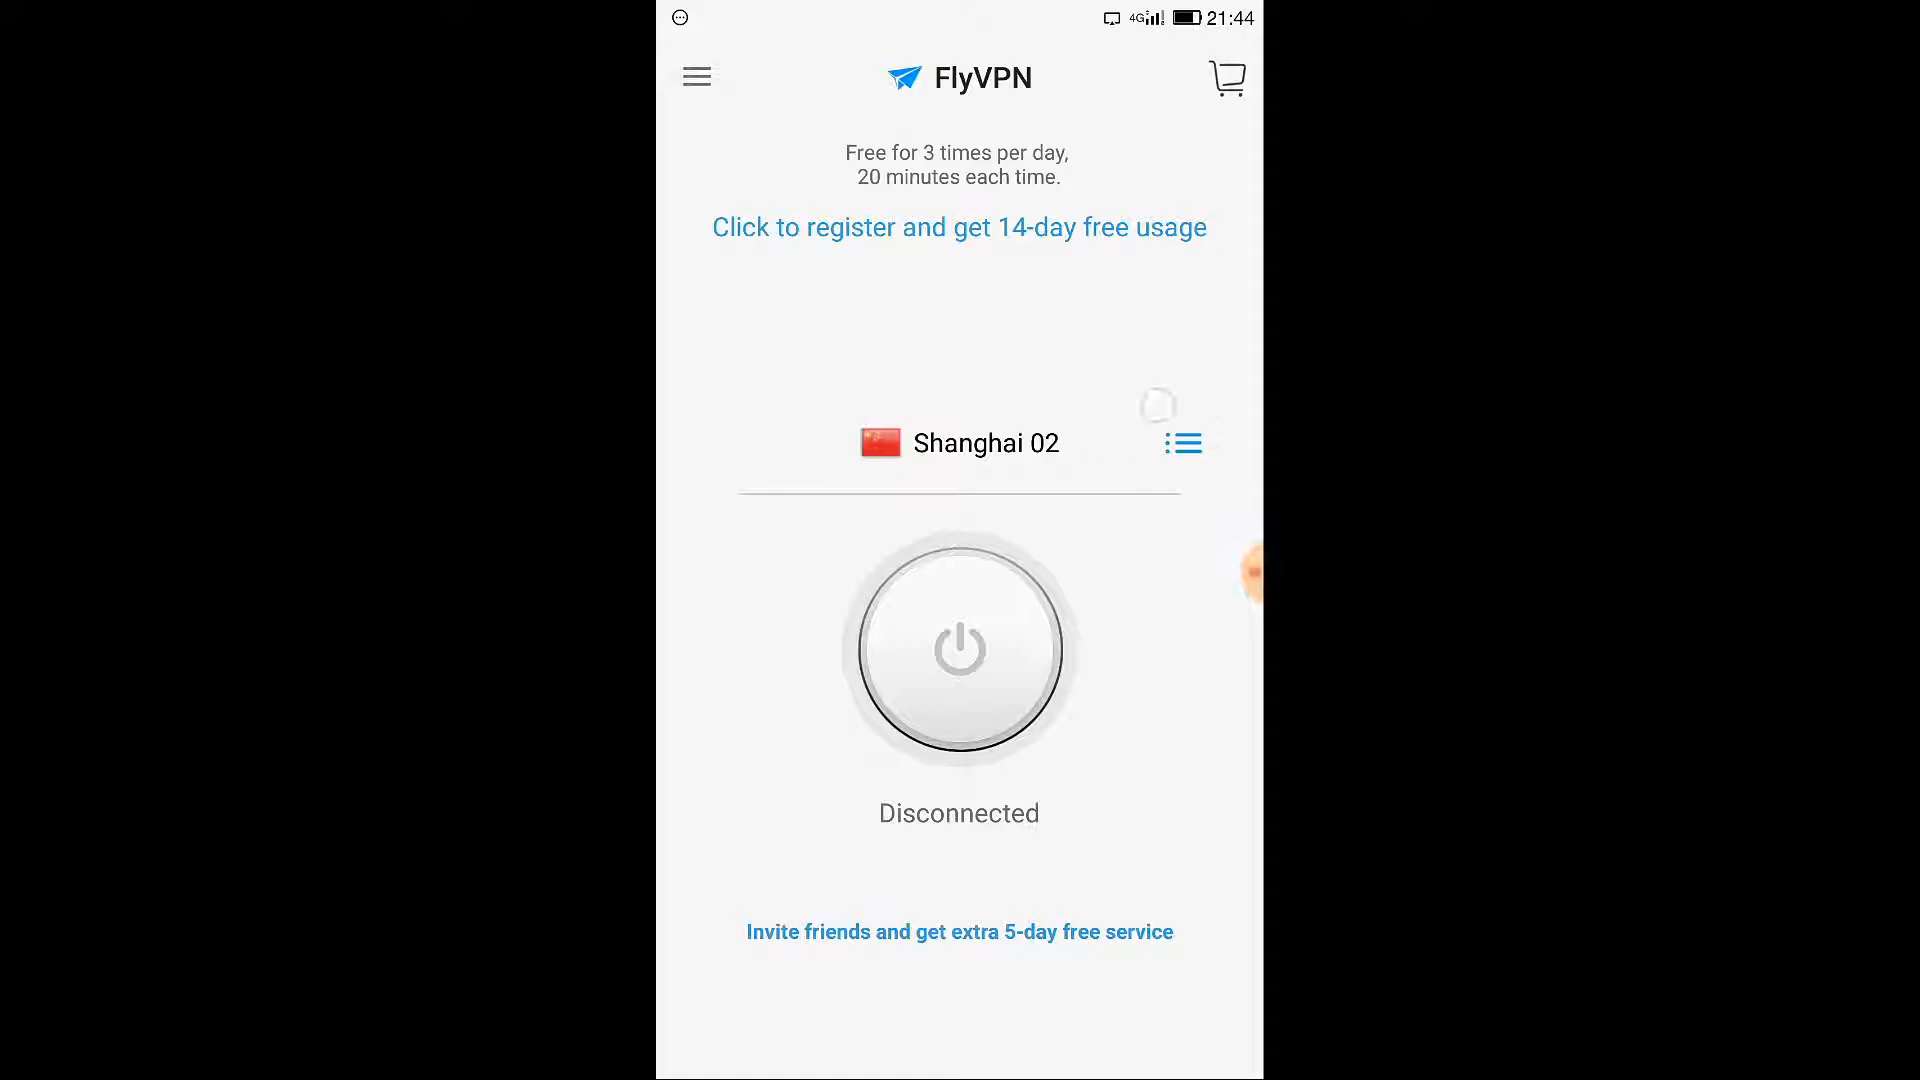 4G 21:44
FlyVPN
Free for 3 times per day,
20 minutes each time.
Click to register and get 14-day free usage
Shanghai 02
Disconnected
Invite friends and get extra 5-day free service